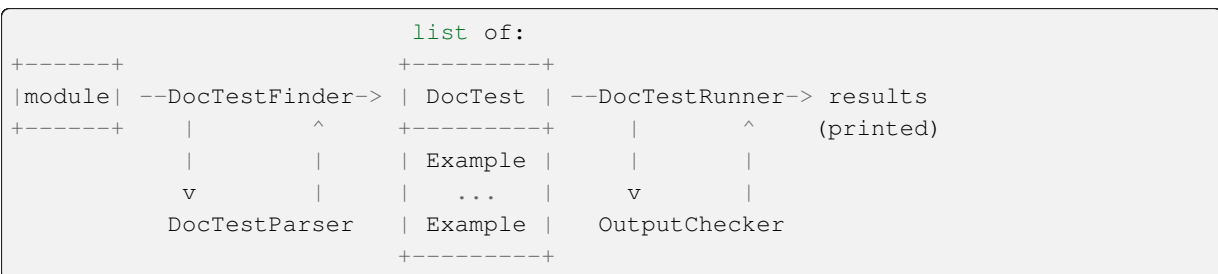 list of:
+------+                   +---------+
|module| --DocTestFinder-> | DocTest | --DocTestRunner-> results
+------+    |        ^     +---------+     |       ^    (printed)
            |        |     | Example |     |       |
            v        |     |   ...   |     v       |
           DocTestParser   | Example |   OutputChecker
                           +---------+